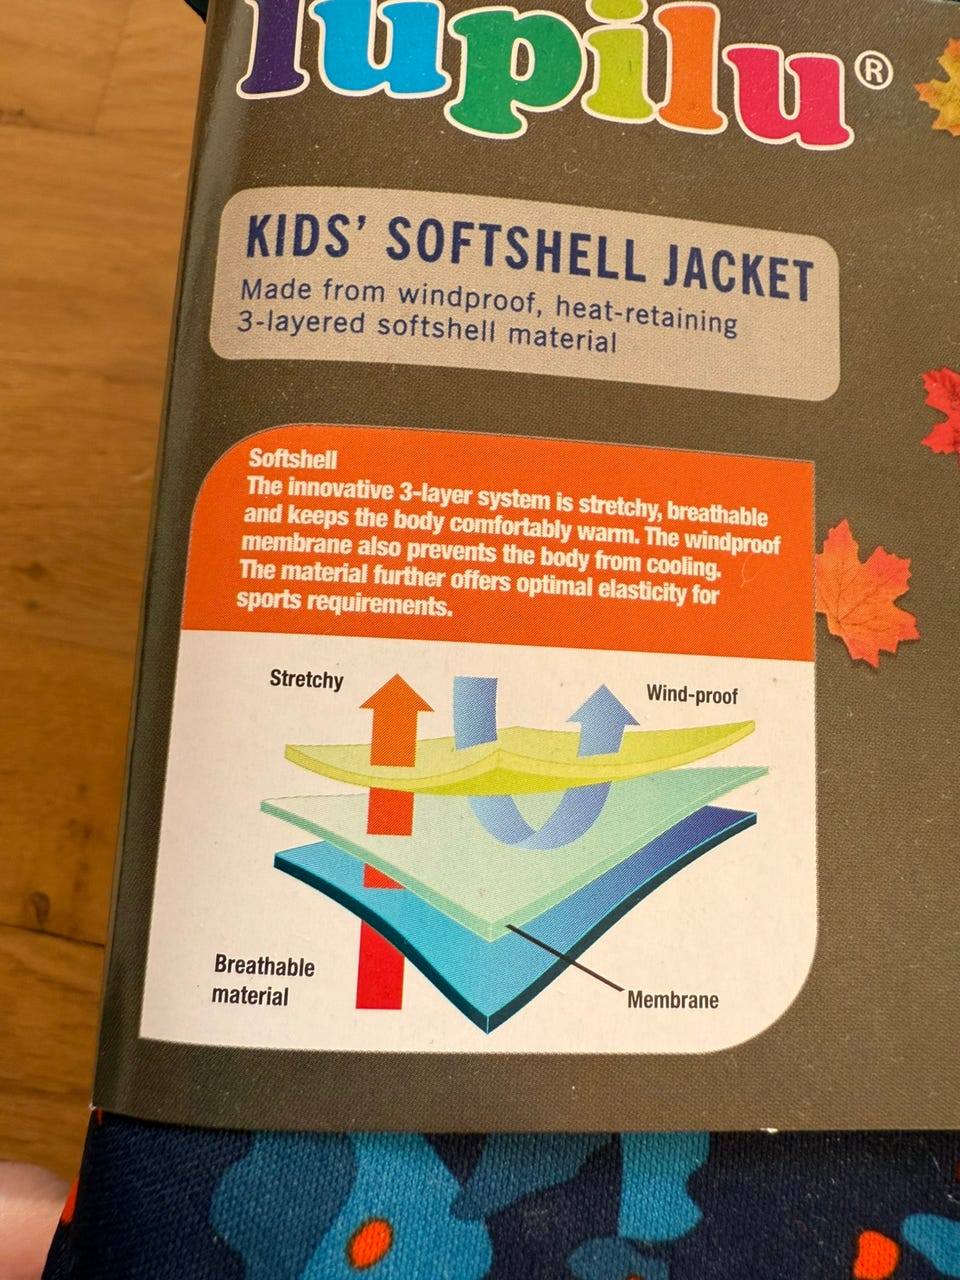 lupilu®
KIDS' SOFTSHELL JACKET
Made from windproof, heat-retaining
3-layered softshell material
Softshell
The innovative 3-layer system is stretchy, breathable
and keeps the body comfortably warm. The windproof
membrane also prevents the body from cooling.
The material further offers optimal elasticity for
sports requirements.
Stretchy
Wind-proof
Breathable
material
Membrane